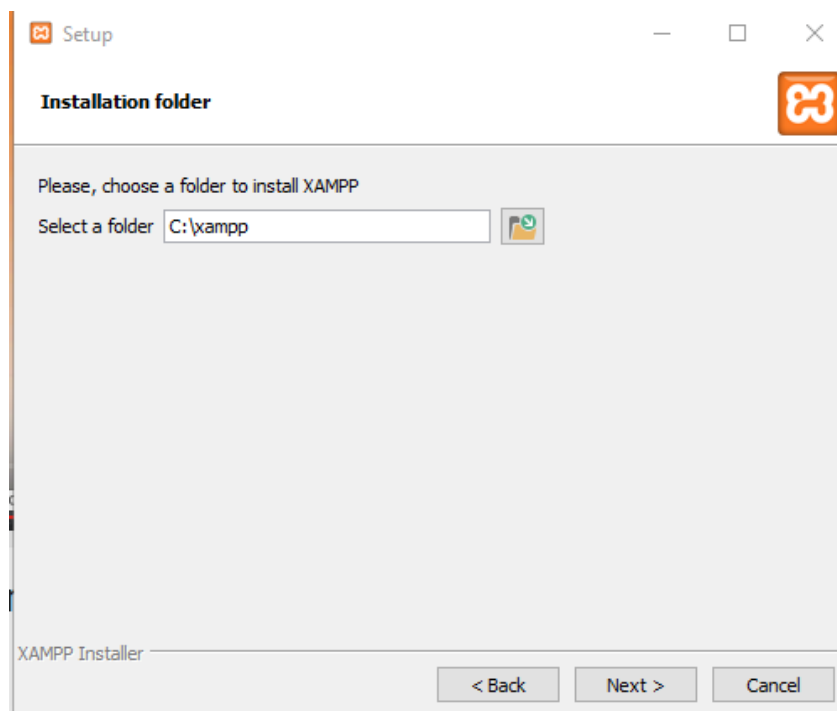 Setup
Installation folder
Please, choose a folder to install XAMPP
Select a folder C:\xampp
XAMPP Installer
< Back Next > Cancel